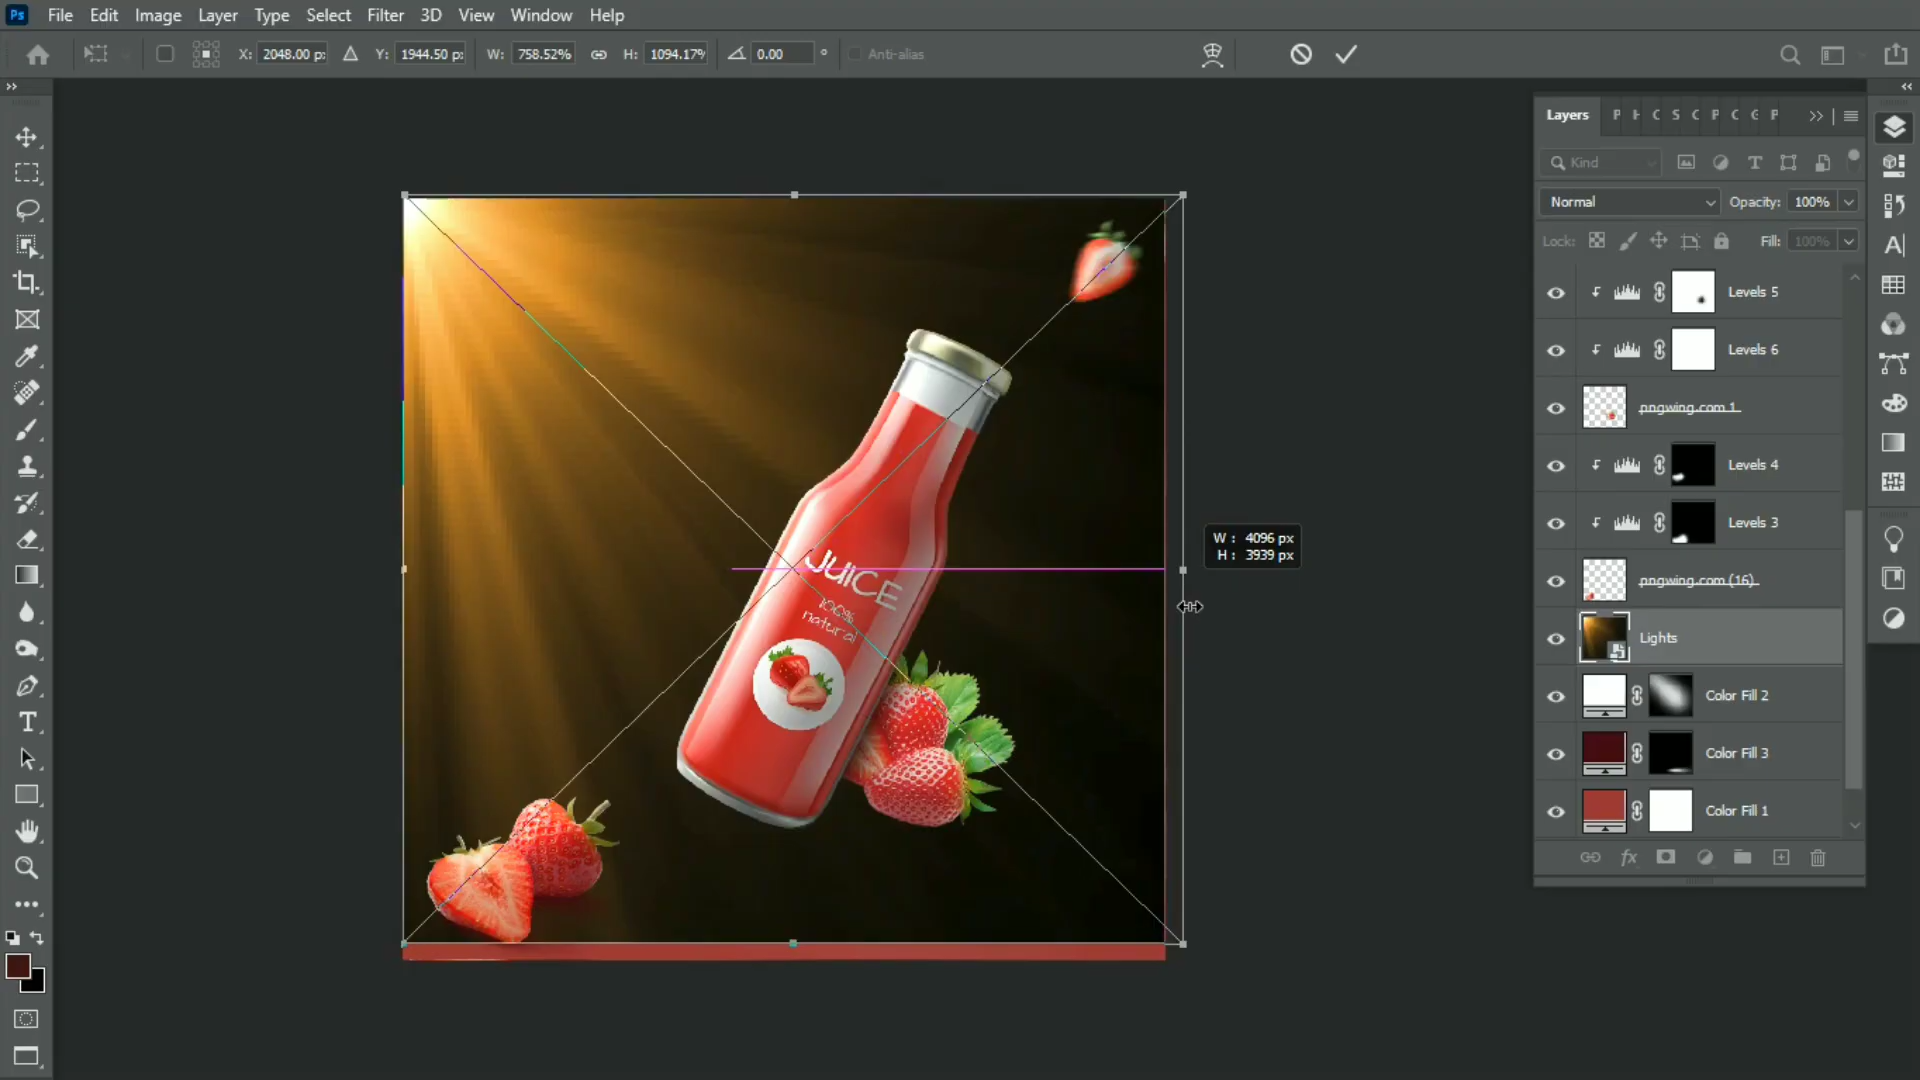 Ps File Edit Image Layer Type Select Filter 3D View Window Help
X: 2048.00 px Y: 1944.50 px W: 758.52% H: 1094.17% 0.00 ° Anti-alias
Layers P H C S C P C G P
Kind
Normal Opacity: 100%
Lock: Fill: 100%
Levels 5
Levels 6
pngwing.com 1
Levels 4
Levels 3
pngwing.com (16)
Lights
Color Fill 2
Color Fill 3
Color Fill 1
fx
W : 4096 px
H : 3939 px
JUICE
100%
natural